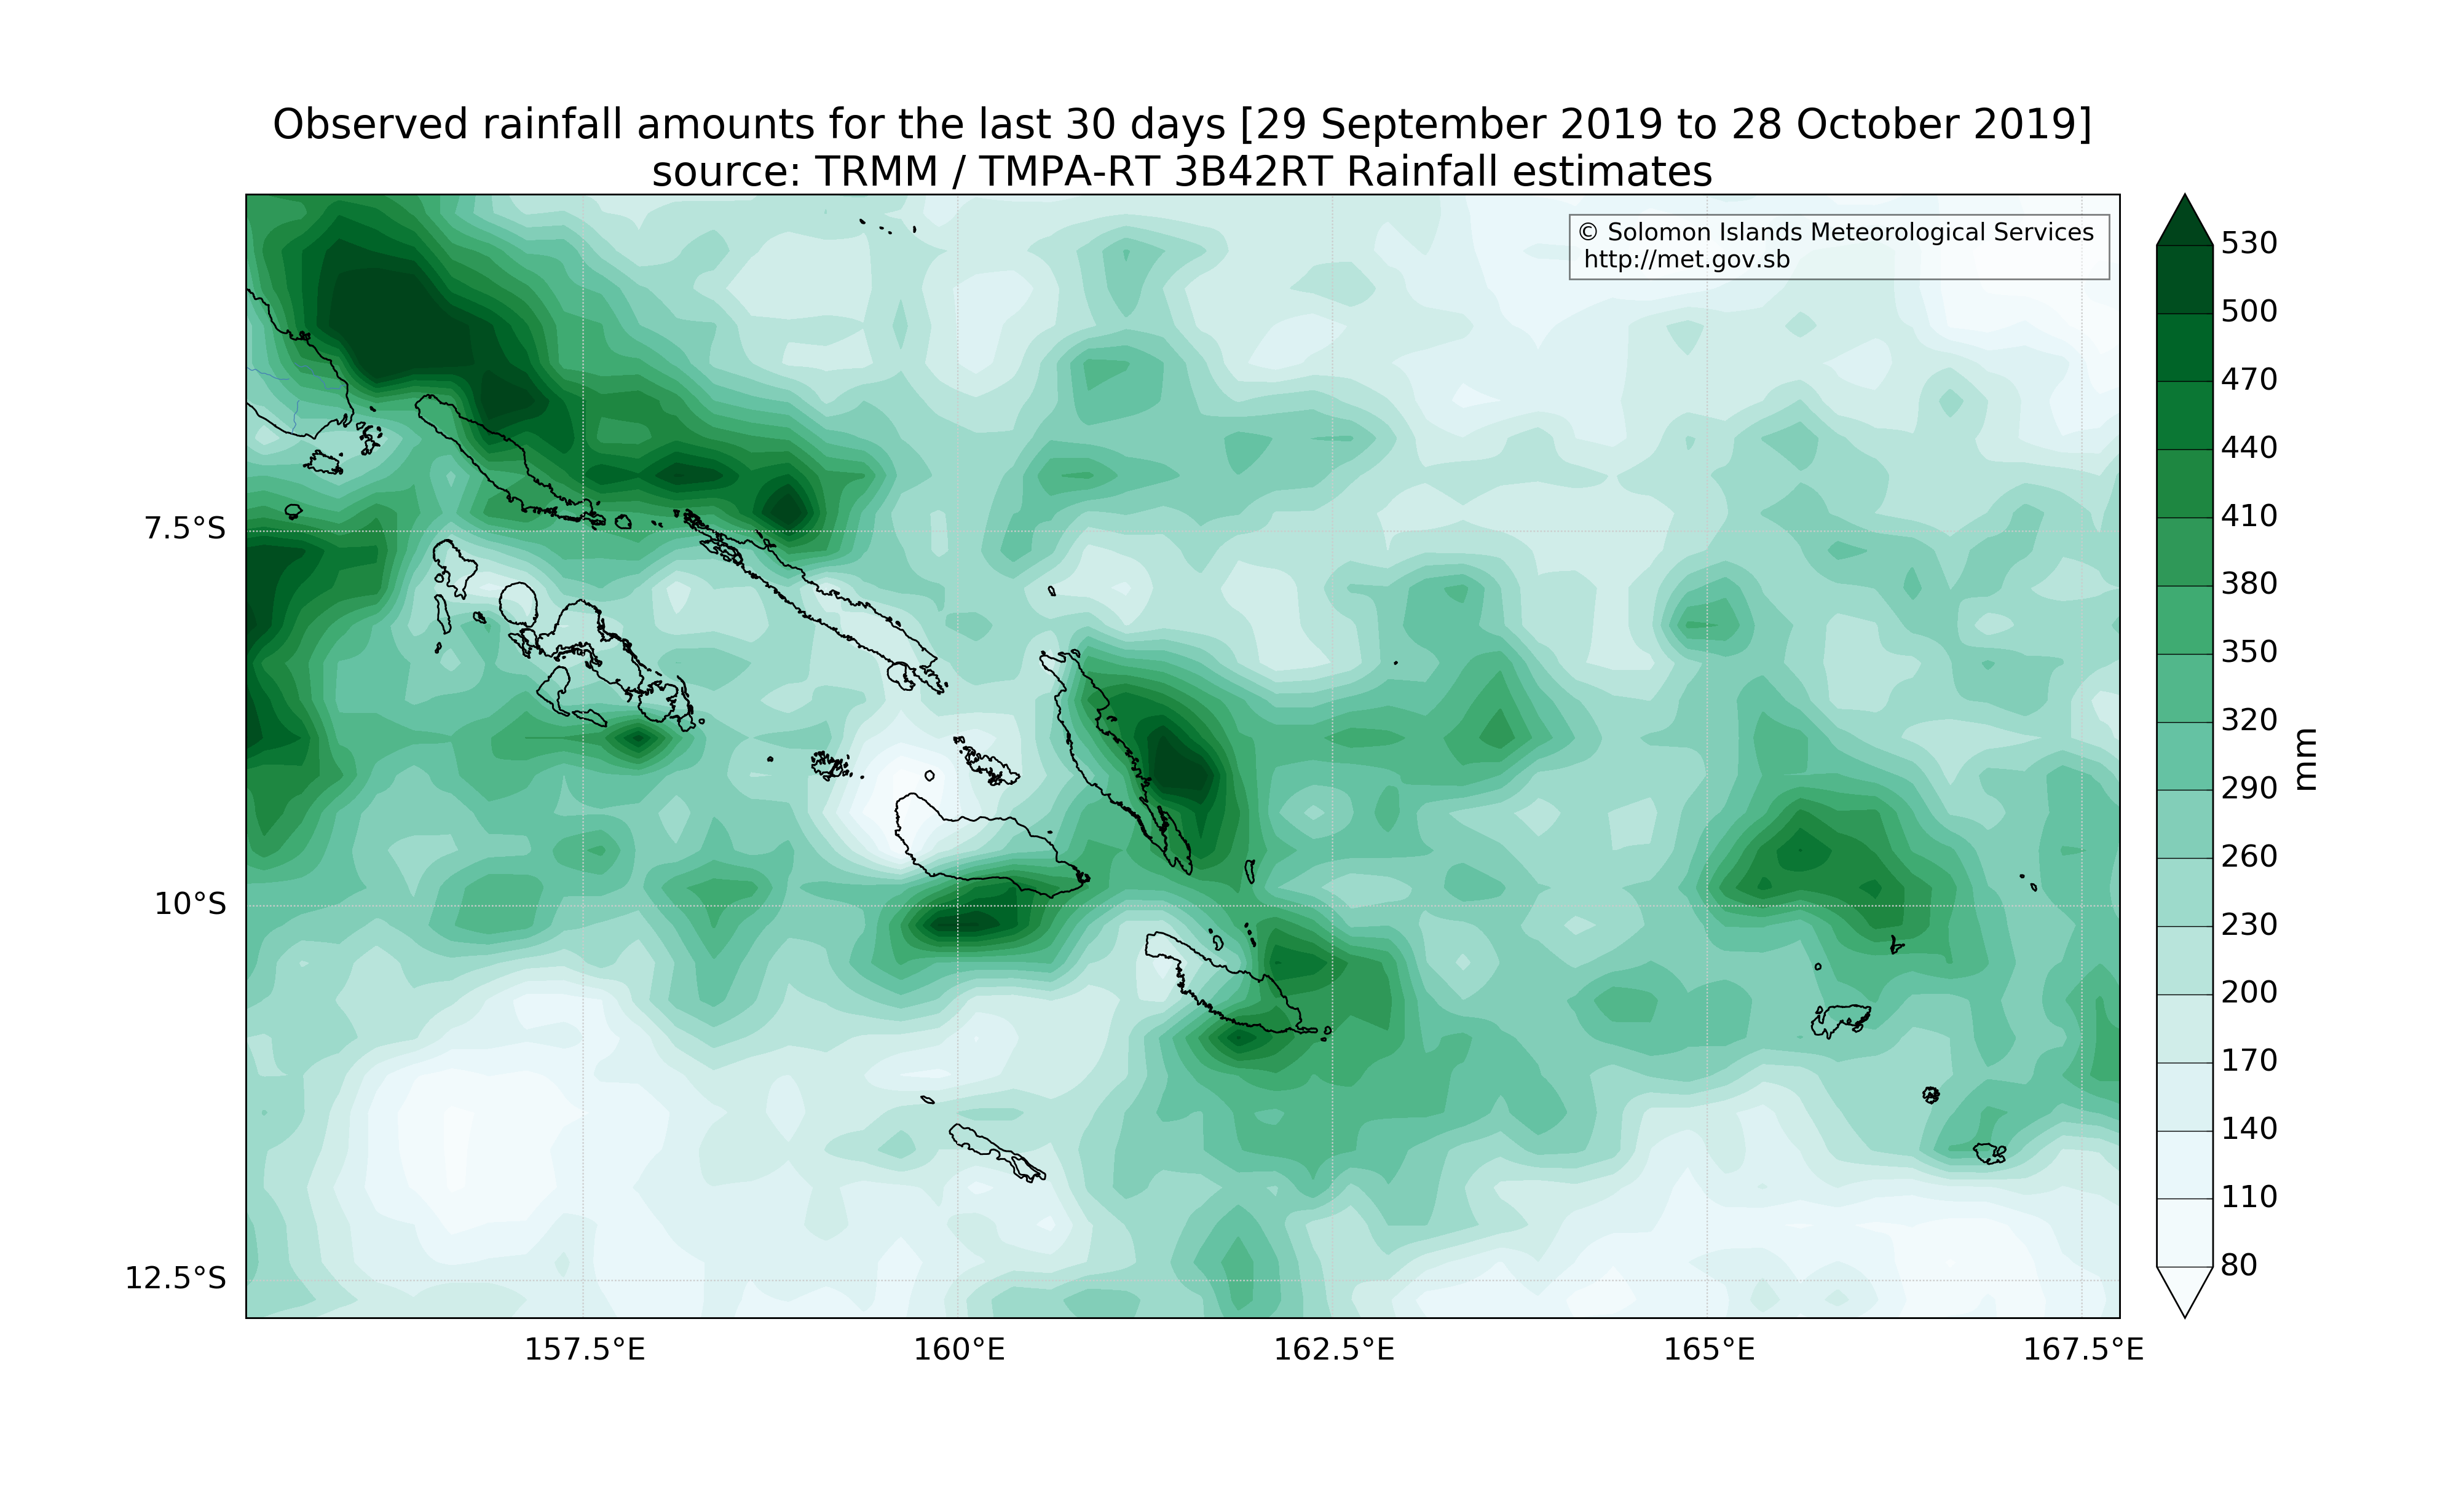 Observed rainfall amounts for the last 30 days [29 September 2019 to 28 October 2019]
source: TRMM / TMPA-RT 3B42RT Rainfall estimates
© Solomon Islands Meteorological Services
http://met.gov.sb
530
500
470
440
410
380
350
320
290
260
230
200
170
140
110
80
mm
7.5°S
10°S
12.5°S
157.5°E
160°E
162.5°E
165°E
167.5°E